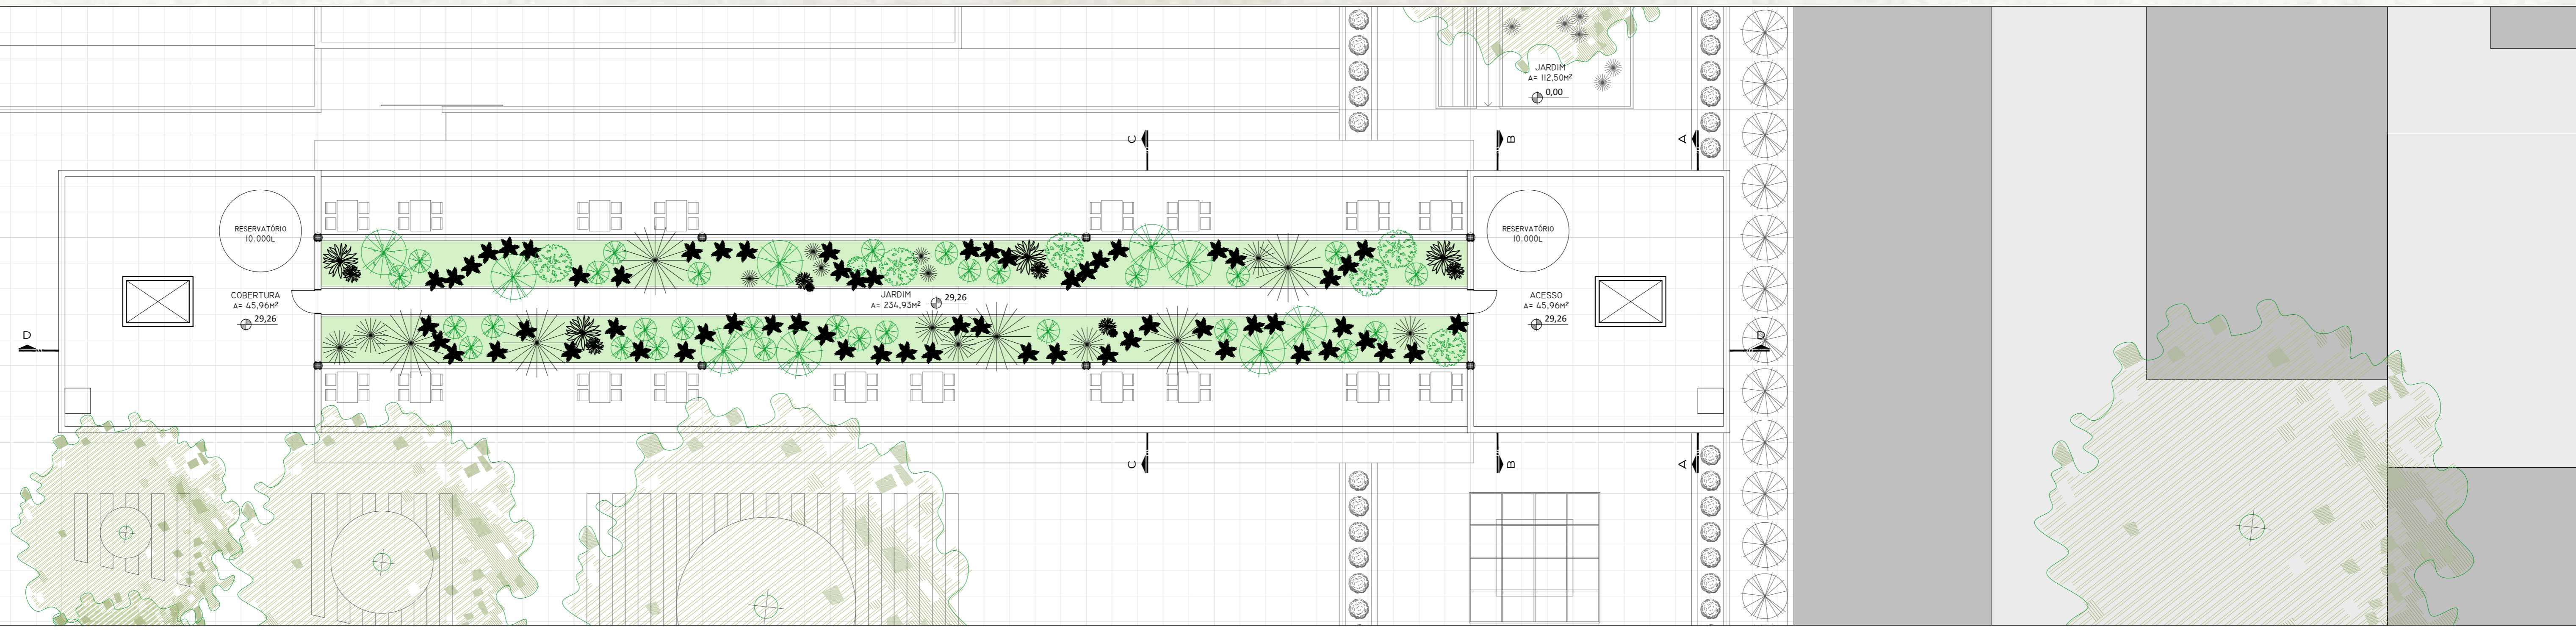 JARDIM
A= 112,50M²
0,00
C
B
A
RESERVATÓRIO
10.000L
RESERVATÓRIO
10.000L
COBERTURA
A= 45,96M²
29,26
JARDIM
A= 234,93M²
29,26
ACESSO
A= 45,96M²
29,26
D
D
C
B
A